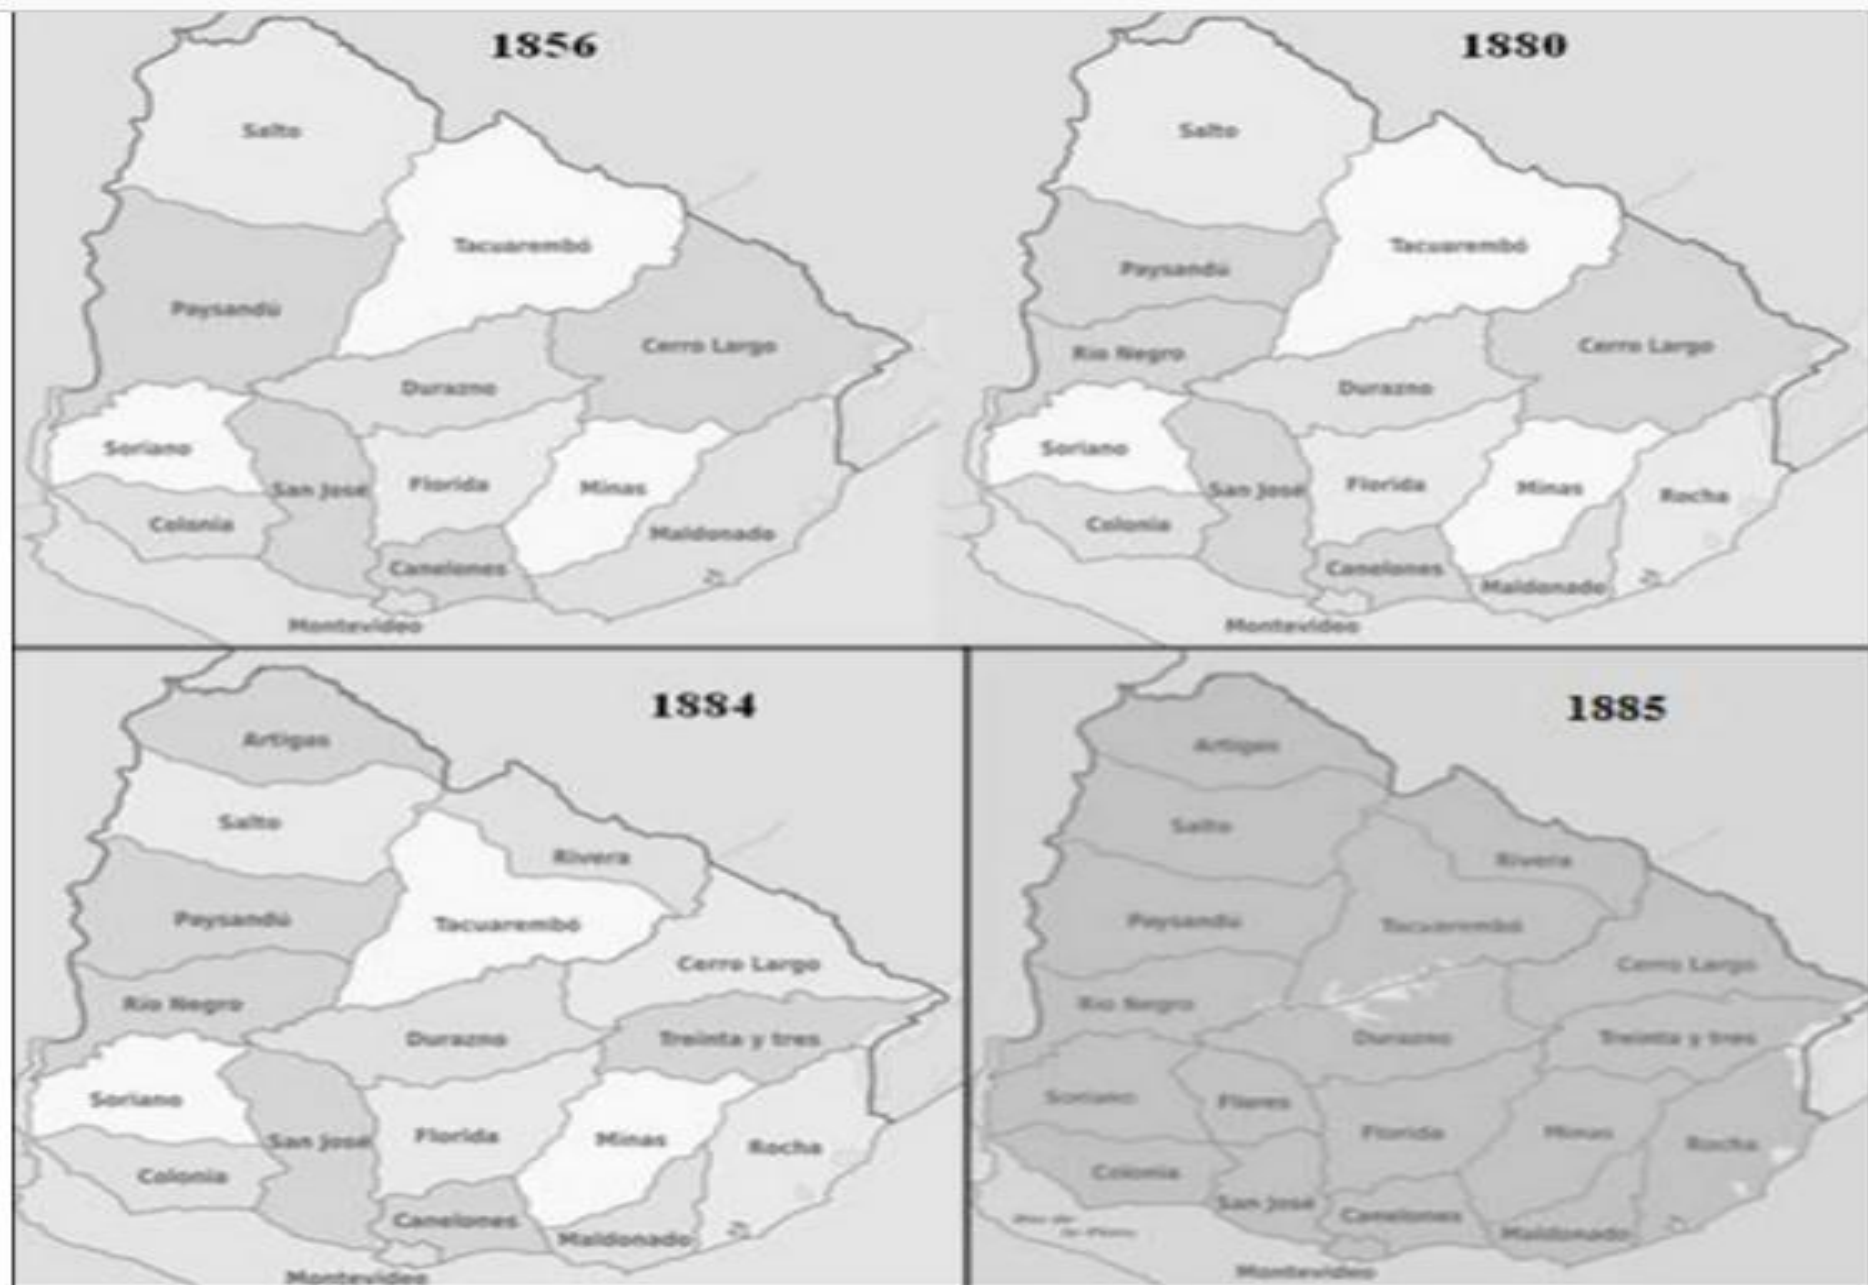 1856
Salto
Tacuarembó
Paysandú
Cerro Largo
Durazno
Soriano
San José
Florida
Minas
Colonia
Maldonado
Canelones
Montevideo
1880
Salto
Tacuarembó
Paysandú
Río Negro
Cerro Largo
Durazno
Soriano
San José
Florida
Minas
Rocha
Colonia
Canelones
Maldonado
Montevideo
1884
Artigas
Salto
Rivera
Paysandú
Tacuarembó
Cerro Largo
Río Negro
Durazno
Treinta y tres
Soriano
San José
Florida
Minas
Rocha
Colonia
Canelones
Maldonado
Montevideo
1885
Artigas
Salto
Rivera
Paysandú
Tacuarembó
Cerro Largo
Río Negro
Durazno
Treinta y tres
Soriano
Flores
Florida
Minas
Rocha
Colonia
San José
Canelones
Río de
la Plata
Maldonado
Montevideo